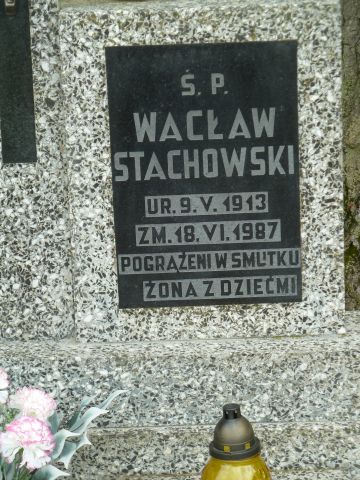 Ś. P.
WACŁAW
STACHOWSKI
UR. 9. V. 1913
ZM. 18. VI. 1987
POGRĄŻENI W SMUTKU
ŻONA Z DZIEĆMI